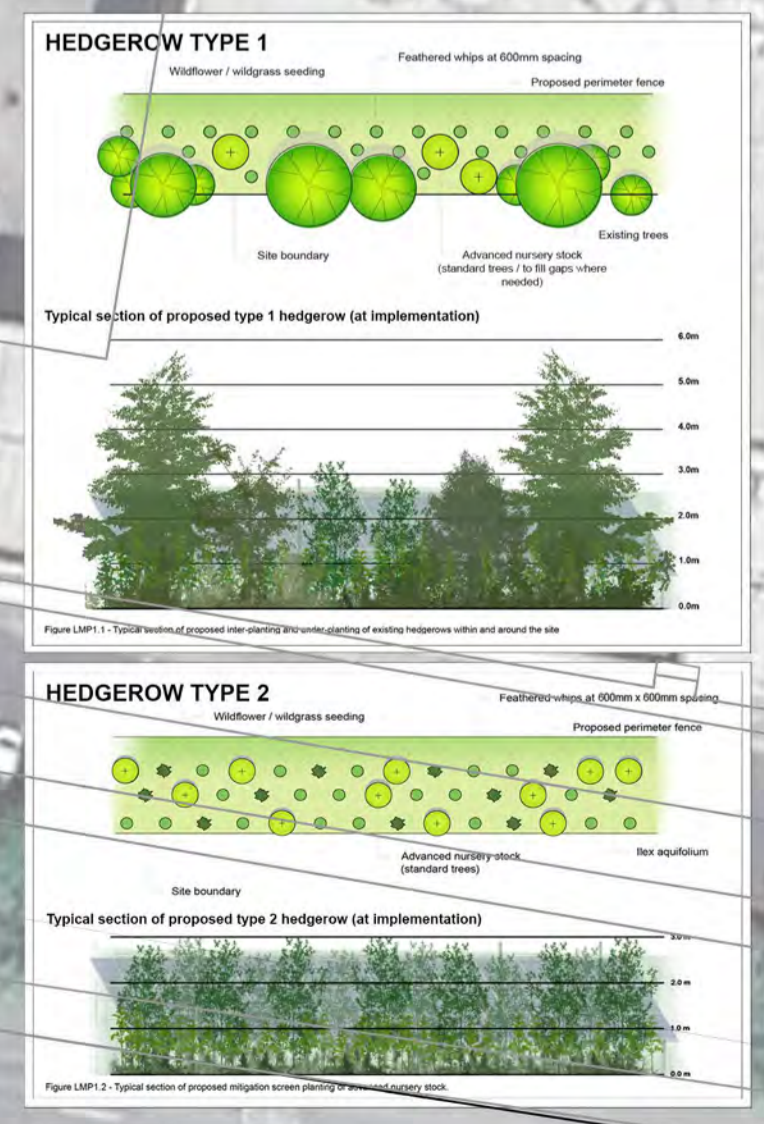 HEDGEROW TYPE 1
Feathered whips at 600mm spacing
Wildflower / wildgrass seeding
Proposed perimeter fence
Existing trees
Site boundary
Advanced nursery stock
(standard trees / to fill gaps where
needed)
Typical section of proposed type 1 hedgerow (at implementation)
6.0m
5.0m
4.0m
3.0m
2.0m
1.0m
0.0m
Figure LMP1.1 - Typical section of proposed inter-planting and under-planting of existing hedgerows within and around the site
HEDGEROW TYPE 2
Feathered whips at 600mm x 600mm spacing
Wildflower / wildgrass seeding
Proposed perimeter fence
Advanced nursery stock
(standard trees)
Ilex aquifolium
Site boundary
Typical section of proposed type 2 hedgerow (at implementation)
3.0 m
2.0 m
1.0 m
0.0 m
Figure LMP1.2 - Typical section of proposed mitigation screen planting of advanced nursery stock.